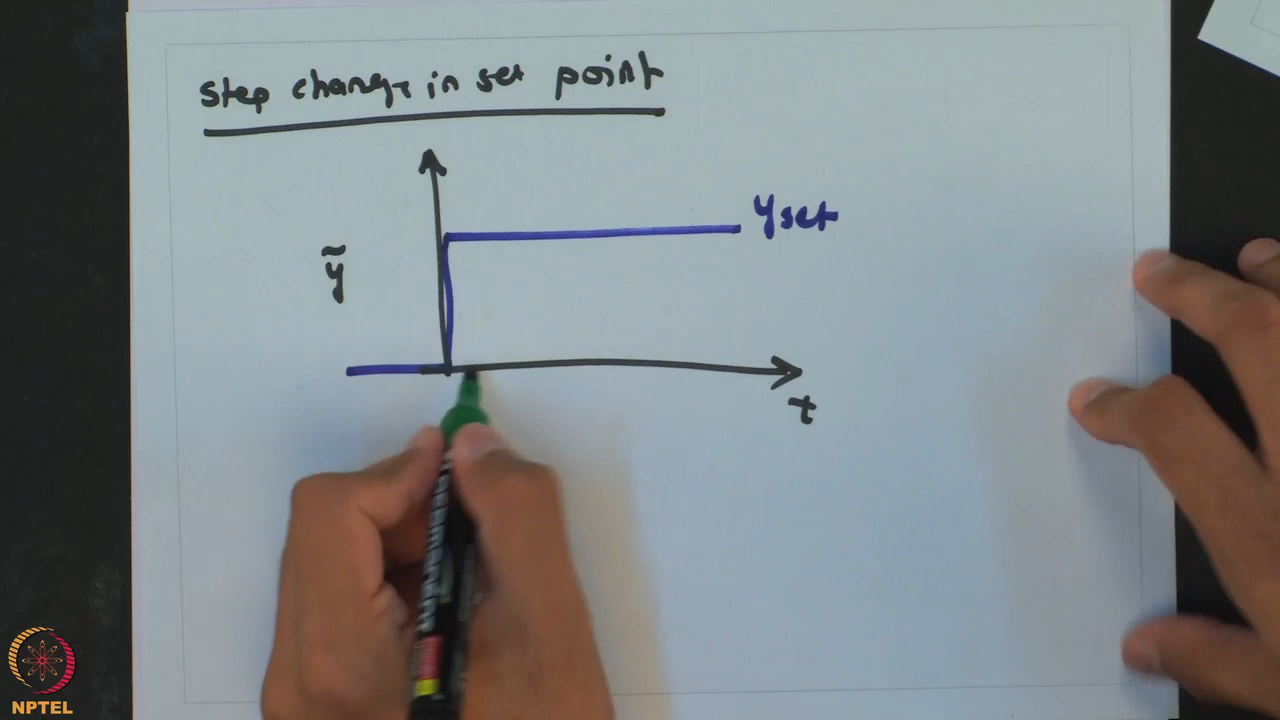 Step change in set point
yset
ỹ
t
NPTEL